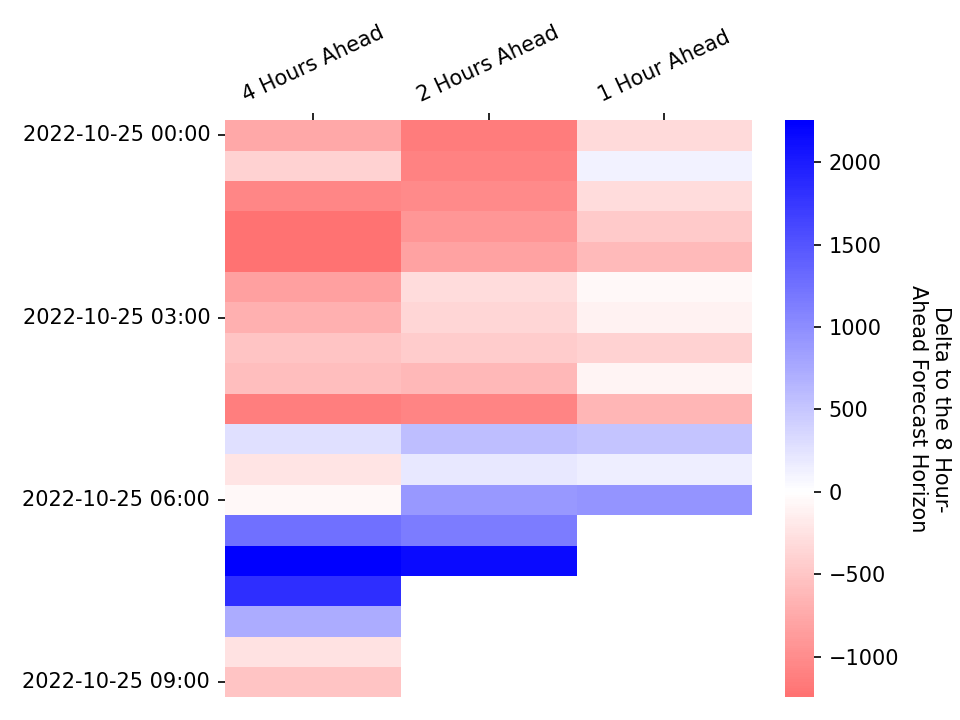 4 Hours Ahead
2 Hours Ahead
1 Hour Ahead
2022-10-25 00:00
2022-10-25 03:00
2022-10-25 06:00
2022-10-25 09:00
2000
1500
1000
500
0
−500
−1000
Delta to the 8 Hour-
Ahead Forecast Horizon